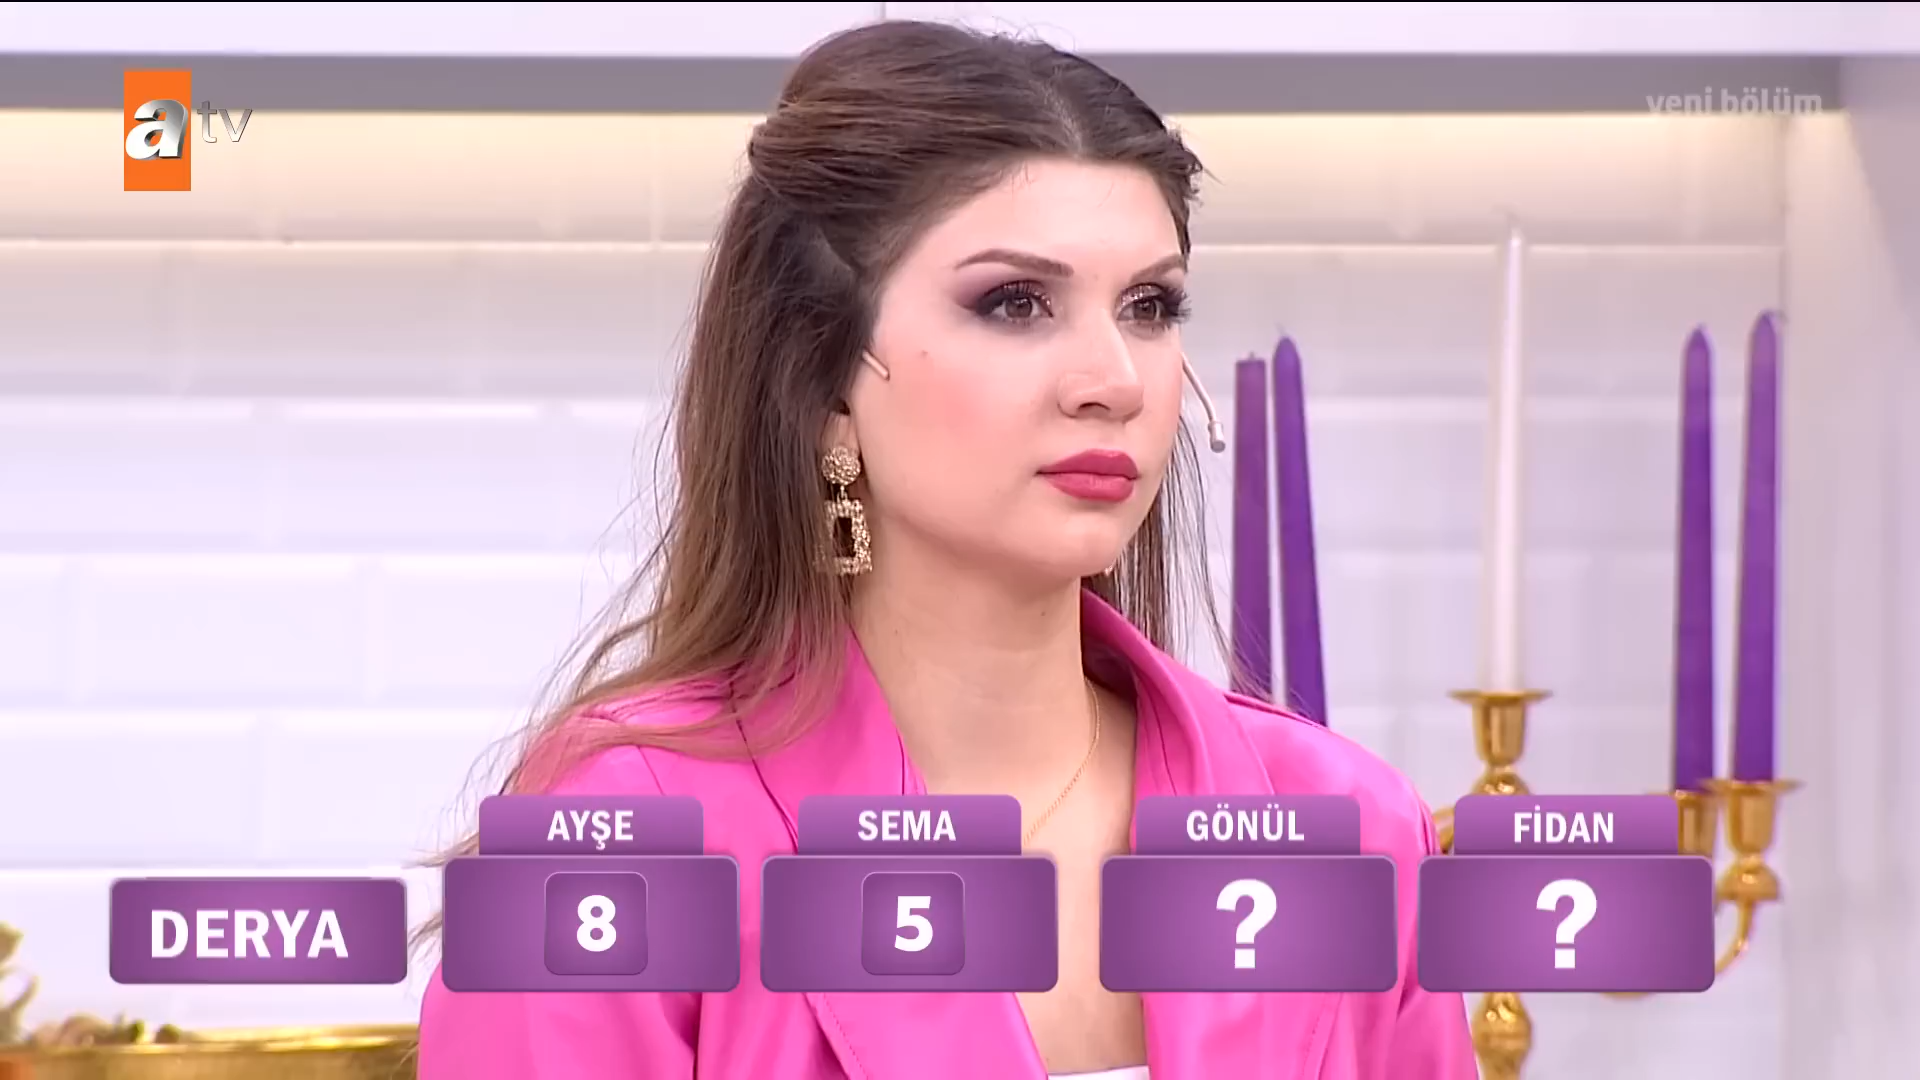 atv
yeni bölüm
AYŞE SEMA GÖNÜL FİDAN
DERYA 8 5 ? ?